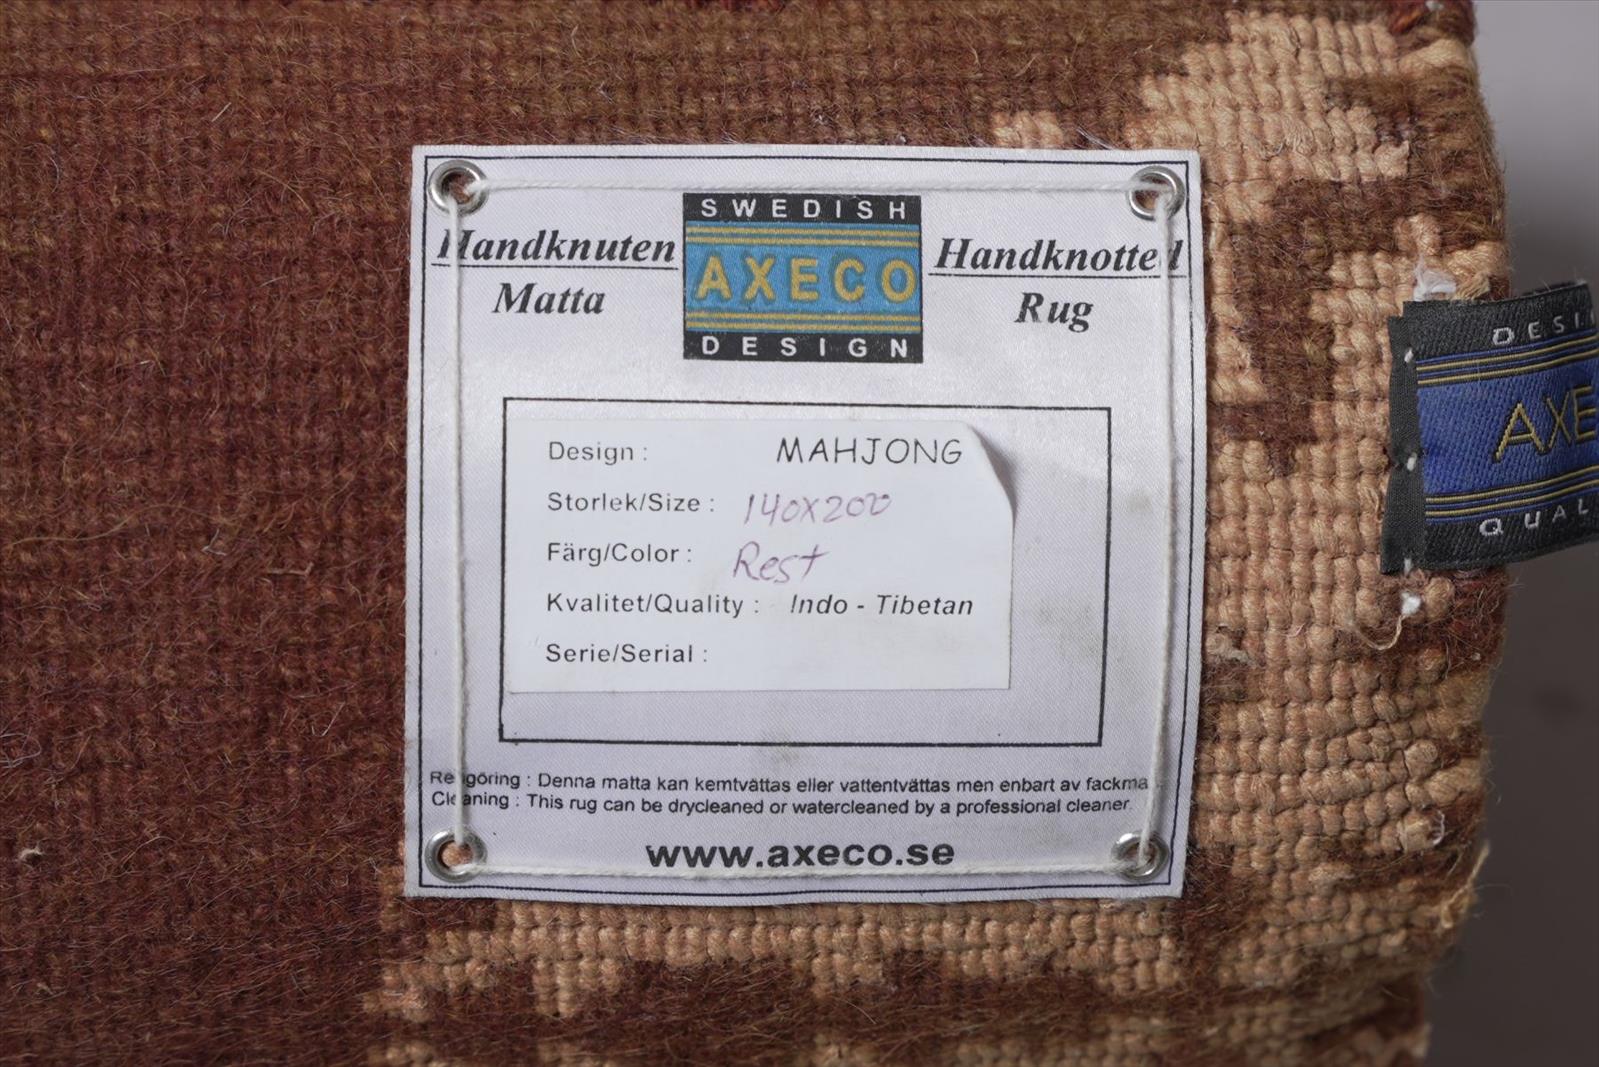 SWEDISH
AXECO
DESIGN
Handknuten
Matta
Handknotted
Rug
Design : MAHJONG
Storlek/Size : 140x200
Färg/Color : Rest
Kvalitet/Quality : Indo - Tibetan
Serie/Serial :
Rengöring : Denna matta kan kemtvättas eller vattentvättas men enbart av fackma
Cleaning : This rug can be drycleaned or watercleaned by a professional cleaner.
www.axeco.se
DESI
AXE
QUAL